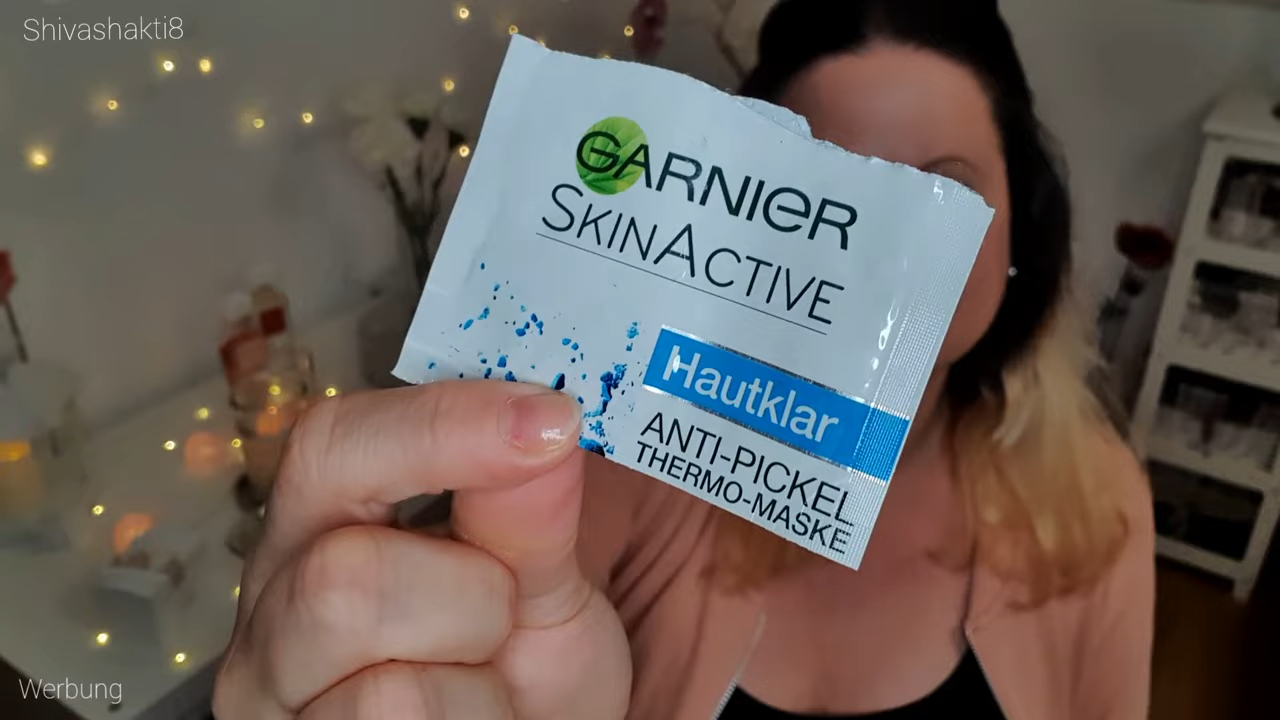 Shivashakti8
GARNIER
SKINACTIVE
Hautklar
ANTI-PICKEL
THERMO-MASKE
Werbung